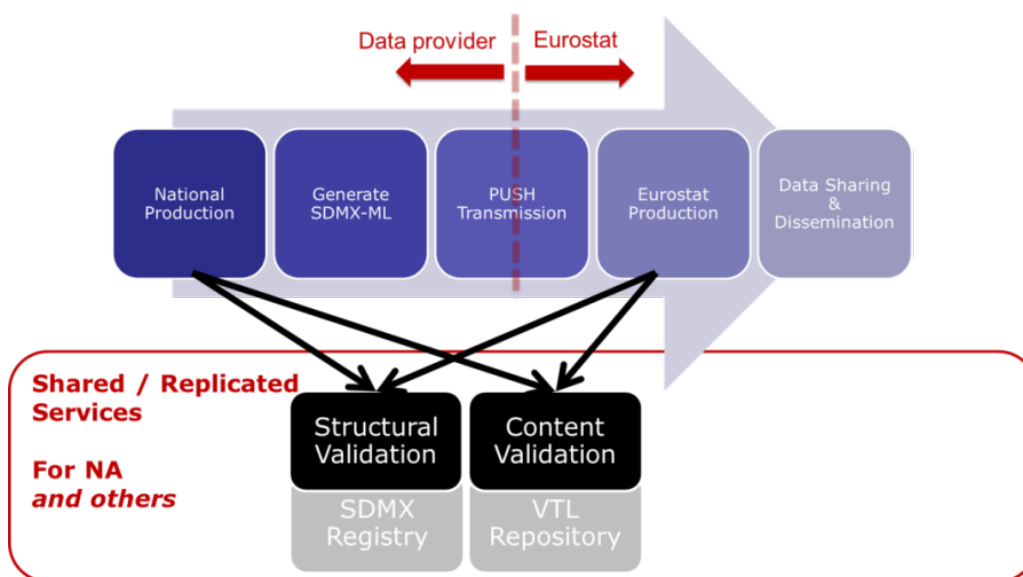 Data provider
Eurostat
National
Production
Generate
SDMX-ML
PUSH
Transmission
Eurostat
Production
Data Sharing
&
Dissemination
Shared / Replicated
Services
For NA
and others
Structural
Validation
Content
Validation
SDMX
Registry
VTL
Repository